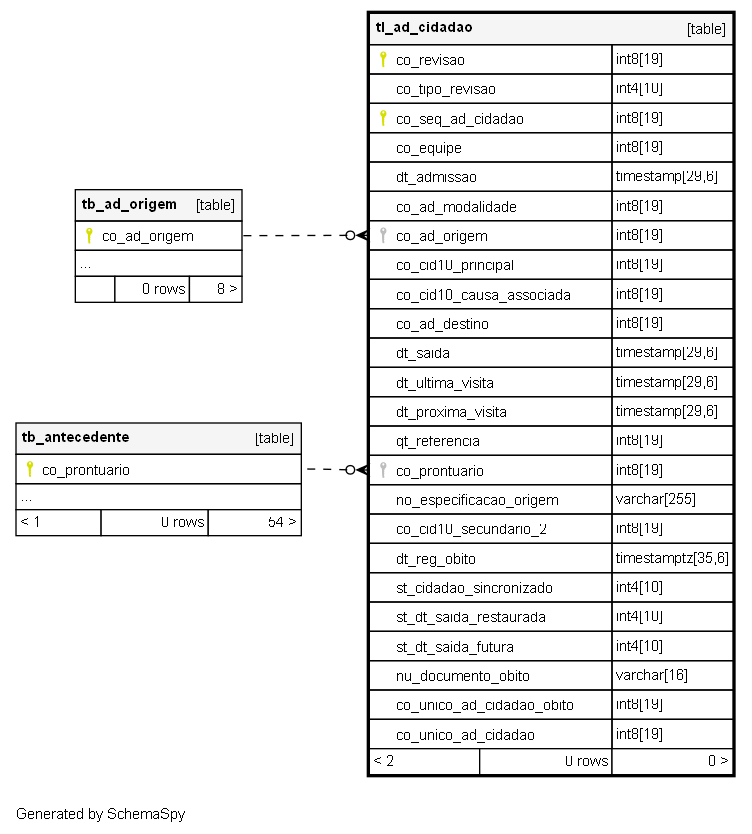 tl_ad_cidadao [table]
co_revisao int8[19]
co_tipo_revisao int4[10]
co_seq_ad_cidadao int8[19]
co_equipe int8[19]
dt_admissao timestamp[29,6]
co_ad_modalidade int8[19]
co_ad_origem int8[19]
co_cid10_principal int8[19]
co_cid10_causa_associada int8[19]
co_ad_destino int8[19]
dt_saida timestamp[29,6]
dt_ultima_visita timestamp[29,6]
dt_proxima_visita timestamp[29,6]
qt_referencia int8[19]
co_prontuario int8[19]
no_especificacao_origem varchar[255]
co_cid10_secundario_2 int8[19]
dt_reg_obito timestamptz[35,6]
st_cidadao_sincronizado int4[10]
st_dt_saida_restaurada int4[10]
st_dt_saida_futura int4[10]
nu_documento_obito varchar[16]
co_unico_ad_cidadao_obito int8[19]
co_unico_ad_cidadao int8[19]
< 2 0 rows 0 >
tb_ad_origem [table]
co_ad_origem
...
0 rows 8 >
tb_antecedente [table]
co_prontuario
...
< 1 0 rows 54 >
Generated by SchemaSpy